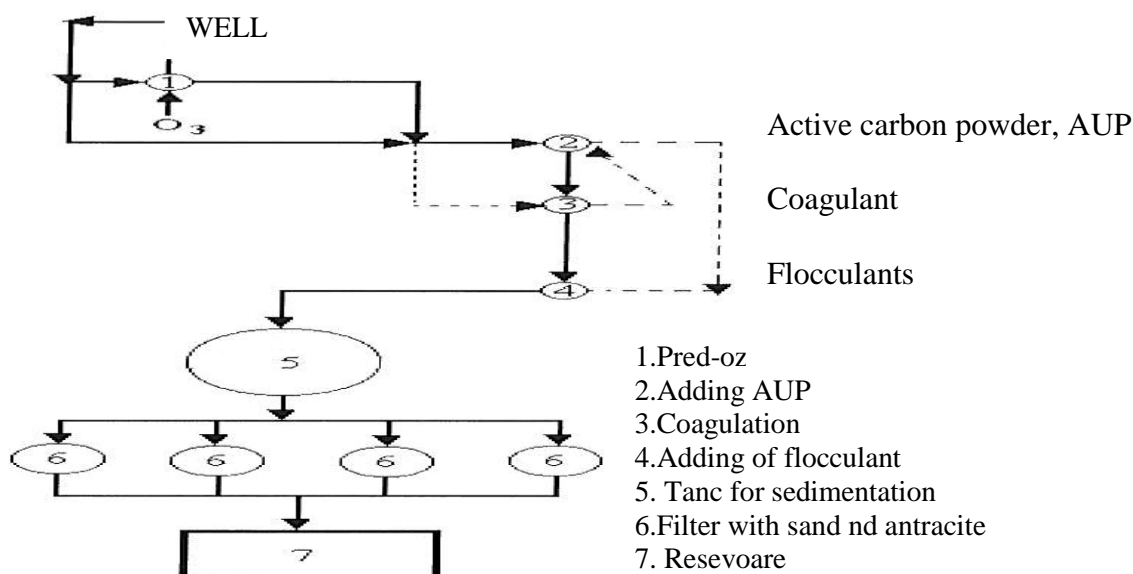 WELL
1
O3
2
Active carbon powder, AUP
3
Coagulant
Flocculants
4
5
1.Pred-oz
2.Adding AUP
3.Coagulation
4.Adding of flocculant
5. Tanc for sedimentation
6.Filter with sand nd antracite
7. Resevoare
6 6 6 6
7